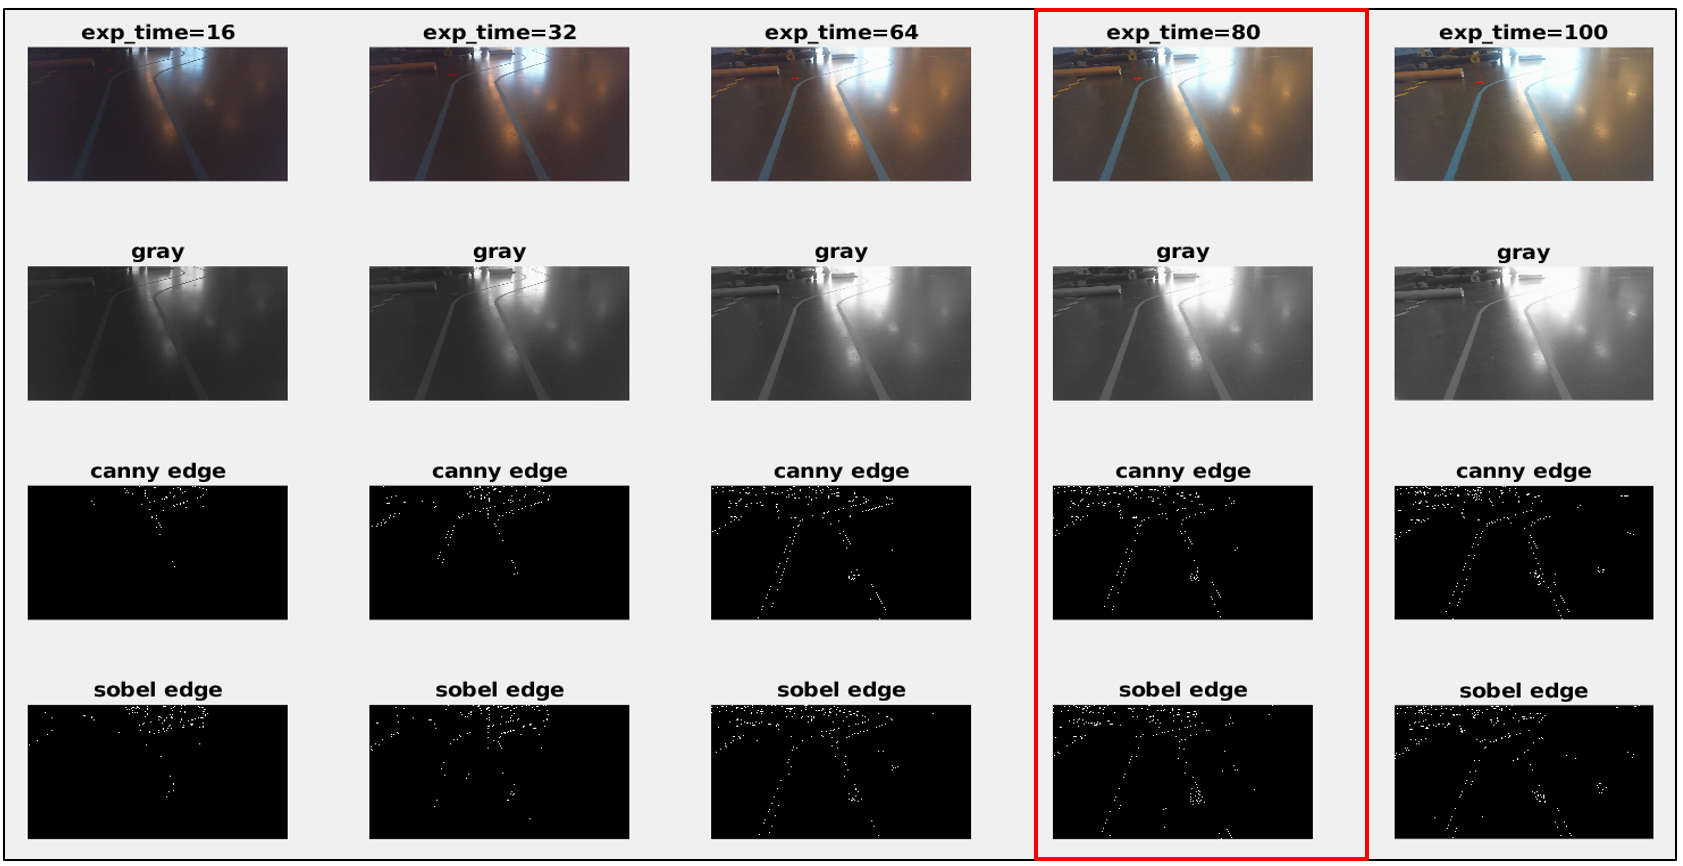 exp_time=16 exp_time=32 exp_time=64 exp_time=80 exp_time=100
gray gray gray gray gray
canny edge canny edge canny edge canny edge canny edge
sobel edge sobel edge sobel edge sobel edge sobel edge